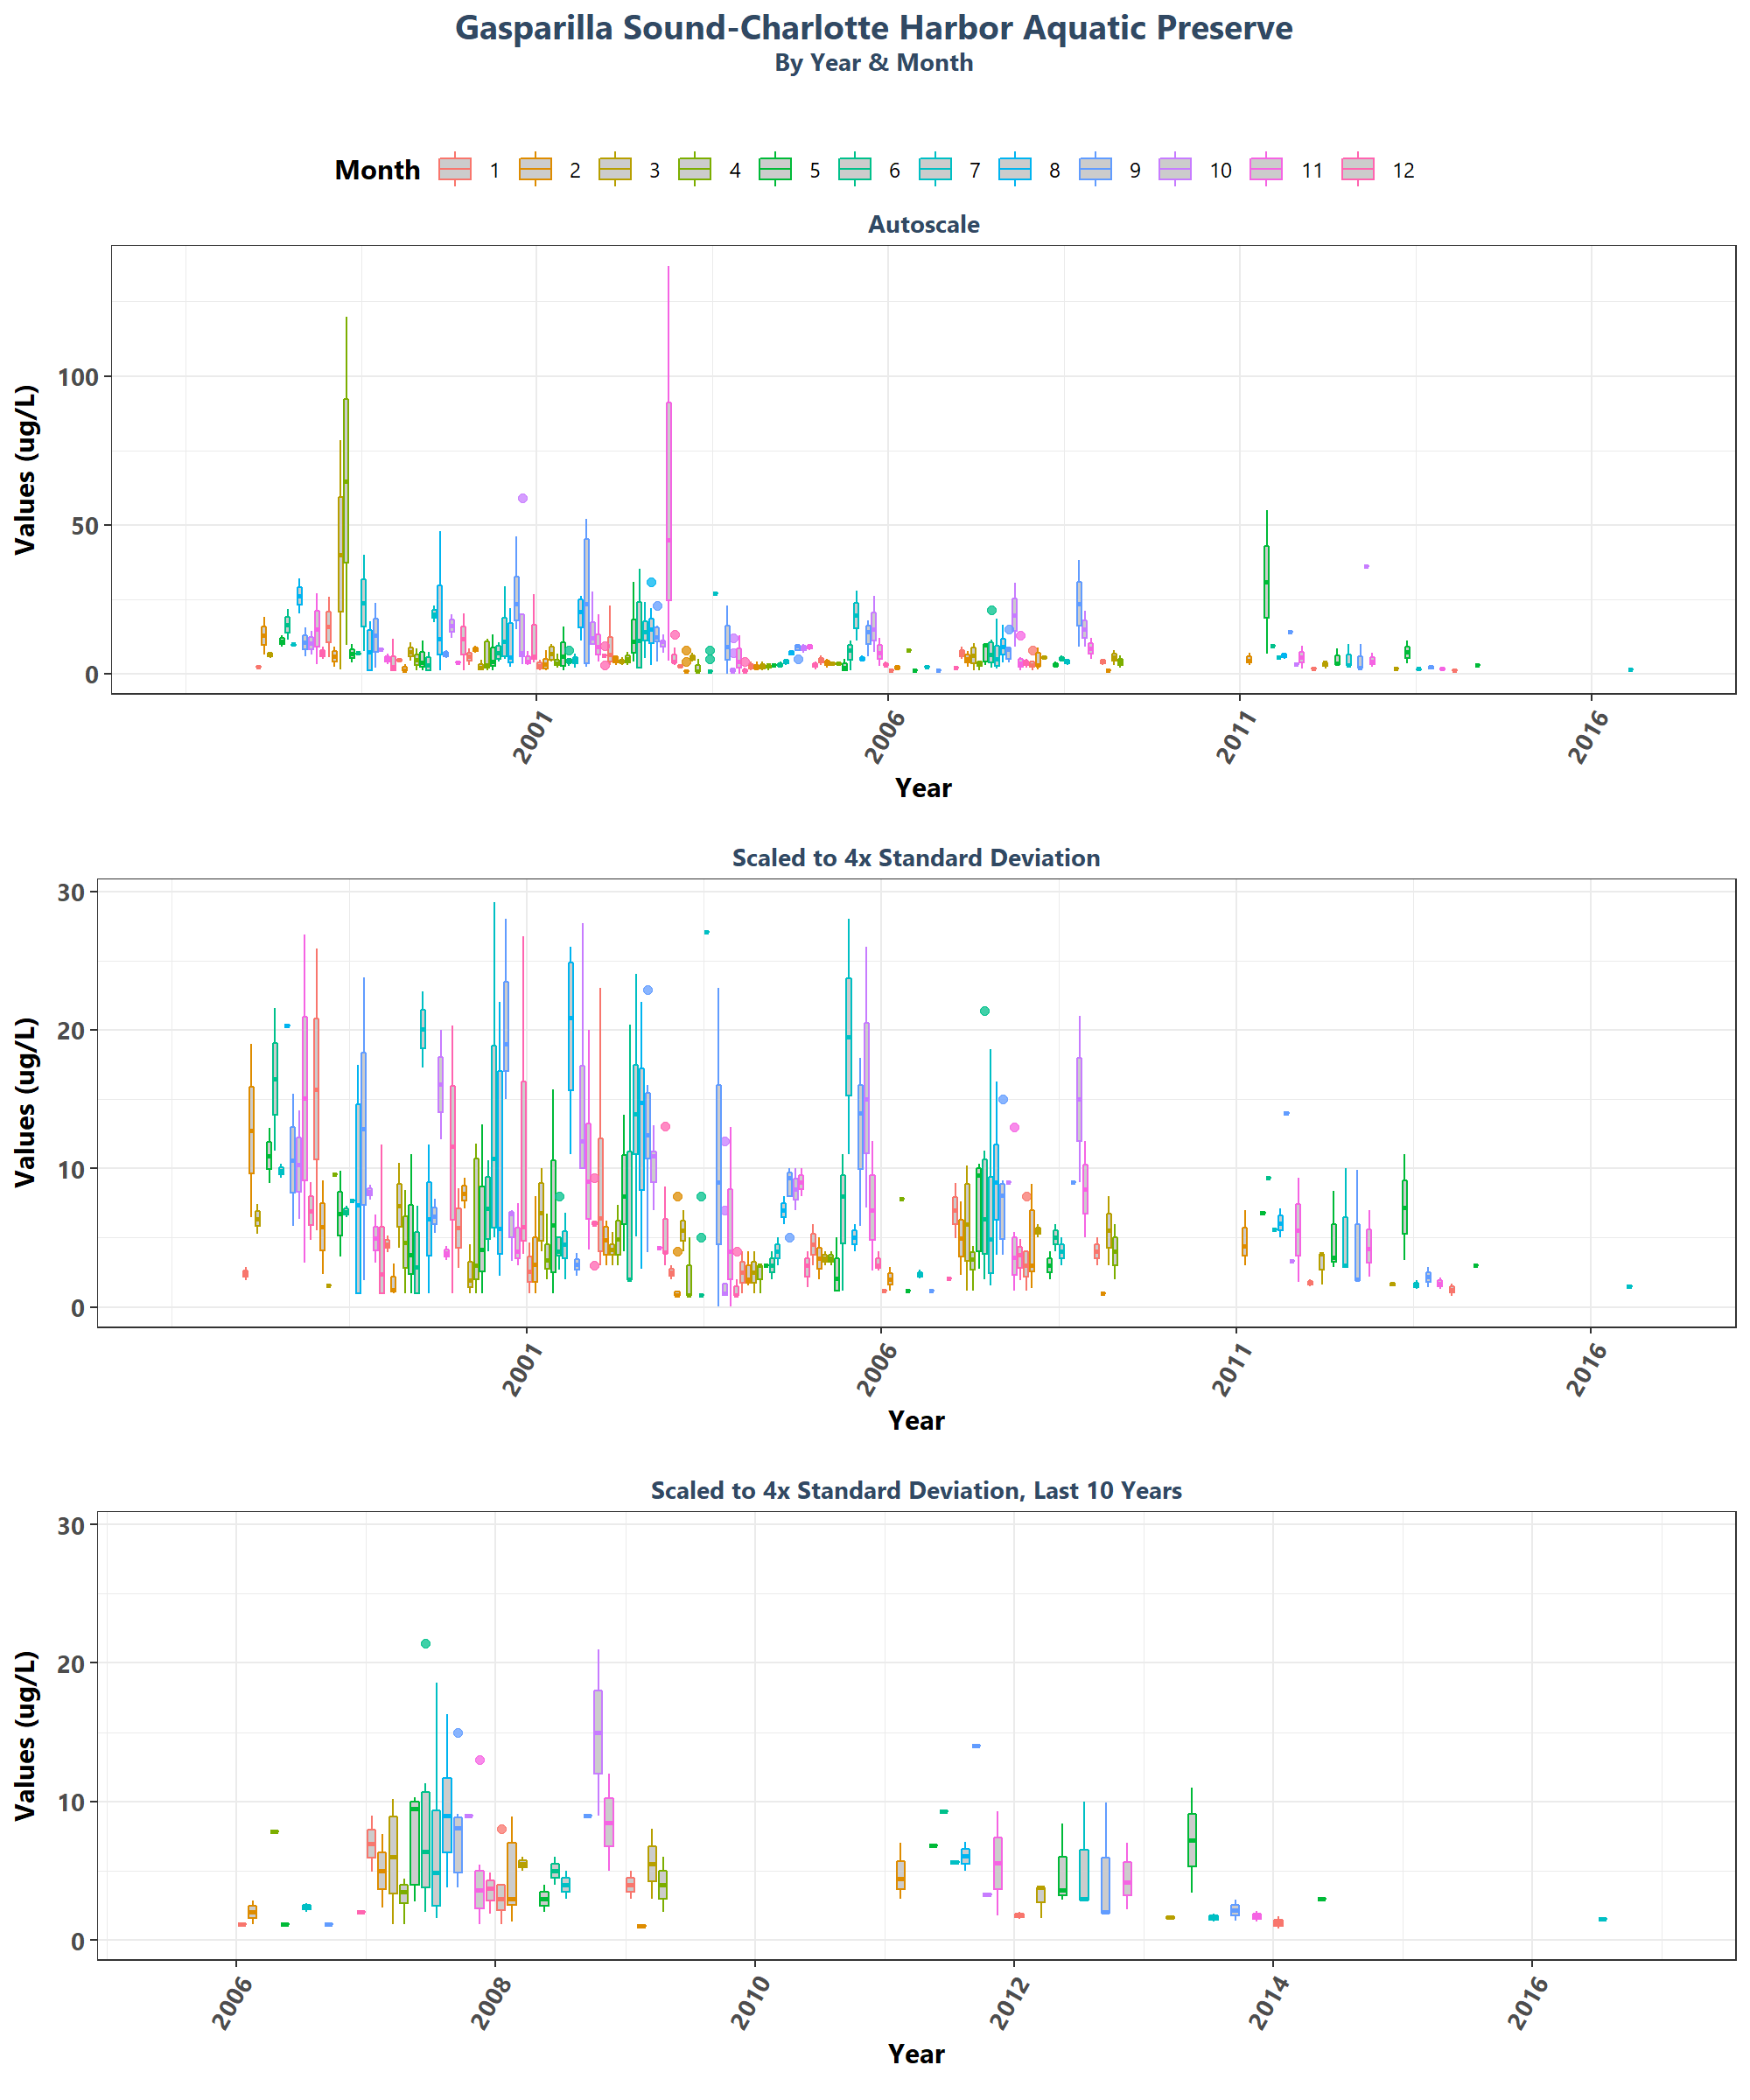 Gasparilla Sound-Charlotte Harbor Aquatic Preserve
By Year & Month
Month 1 2 3 4 5 6 7 8 9 10 11 12
Autoscale
Values (ug/L)
100
50
0
2001 2006 2011 2016
Year
Scaled to 4x Standard Deviation
Values (ug/L)
30
20
10
0
2001 2006 2011 2016
Year
Scaled to 4x Standard Deviation, Last 10 Years
Values (ug/L)
30
20
10
0
2006 2008 2010 2012 2014 2016
Year